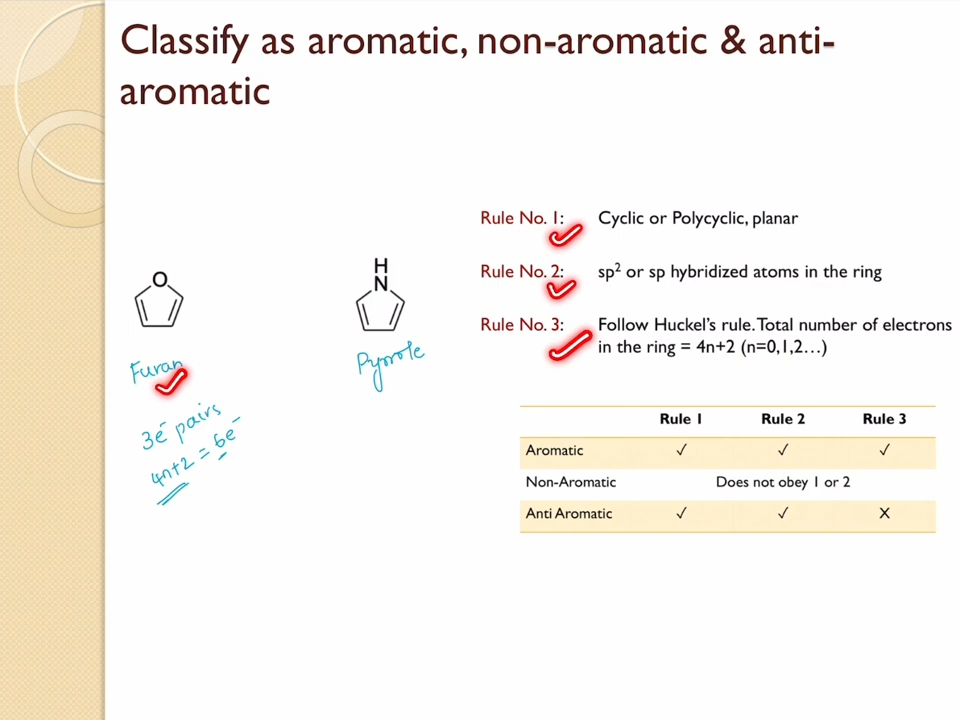 Classify as aromatic, non-aromatic & anti-
aromatic
Rule No. 1: Cyclic or Polycyclic, planar
Rule No. 2: sp² or sp hybridized atoms in the ring
Rule No. 3: Follow Huckel's rule. Total number of electrons
in the ring = 4n+2 (n=0,1,2...)
O
H
N
Furan
Pyrrole
3e⁻ pairs
4n+2 = 6e⁻
Rule 1 Rule 2 Rule 3
Aromatic ✓ ✓ ✓
Non-Aromatic Does not obey 1 or 2
Anti Aromatic ✓ ✓ X